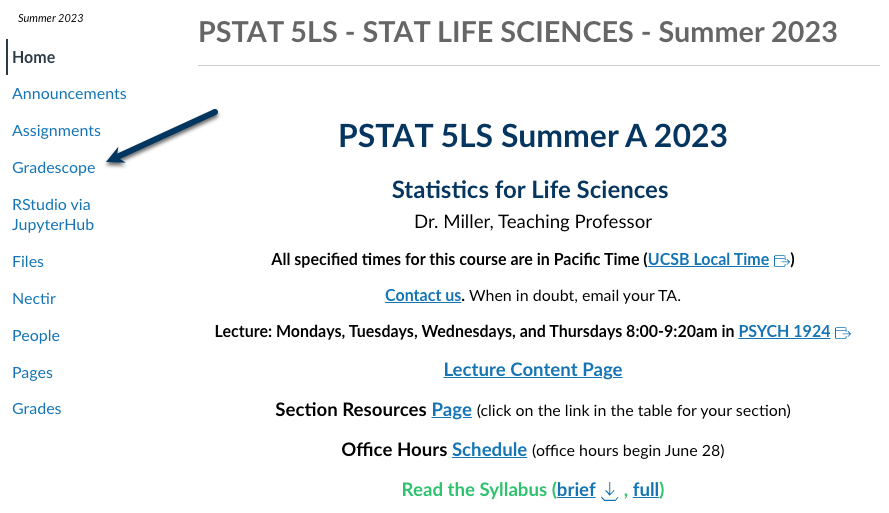 Summer 2023
PSTAT 5LS - STAT LIFE SCIENCES - Summer 2023
Home
Announcements
Assignments
Gradescope
RStudio via
JupyterHub
Files
Nectir
People
Pages
Grades
PSTAT 5LS Summer A 2023
Statistics for Life Sciences
Dr. Miller, Teaching Professor
All specified times for this course are in Pacific Time (UCSB Local Time)
Contact us. When in doubt, email your TA.
Lecture: Mondays, Tuesdays, Wednesdays, and Thursdays 8:00-9:20am in PSYCH 1924
Lecture Content Page
Section Resources Page (click on the link in the table for your section)
Office Hours Schedule (office hours begin June 28)
Read the Syllabus (brief , full)